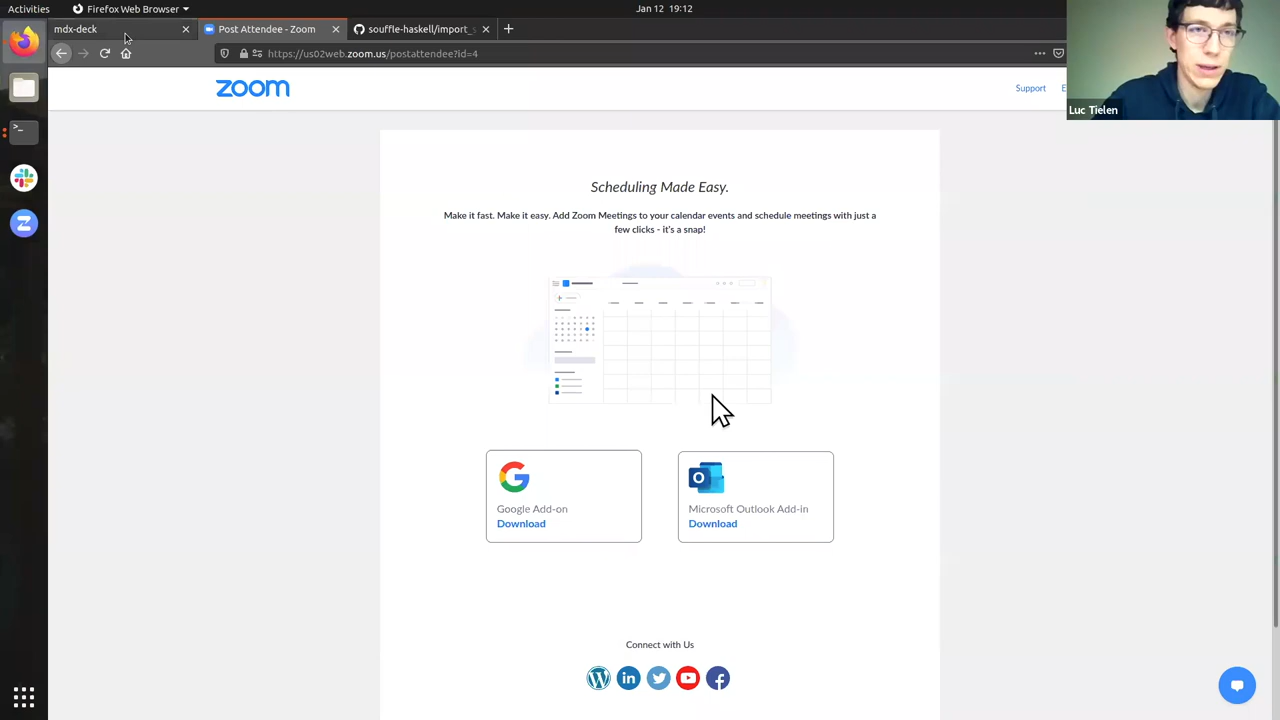 Activities
Firefox Web Browser
Jan 12 19:12
mdx-deck
Post Attendee - Zoom
souffle-haskell/import_s
https://us02web.zoom.us/postattendee?id=4
zoom
Support
E
Luc Tielen
Scheduling Made Easy.
Make it fast. Make it easy. Add Zoom Meetings to your calendar events and schedule meetings with just a
few clicks - it's a snap!
Google Add-on
Download
Microsoft Outlook Add-in
Download
Connect with Us